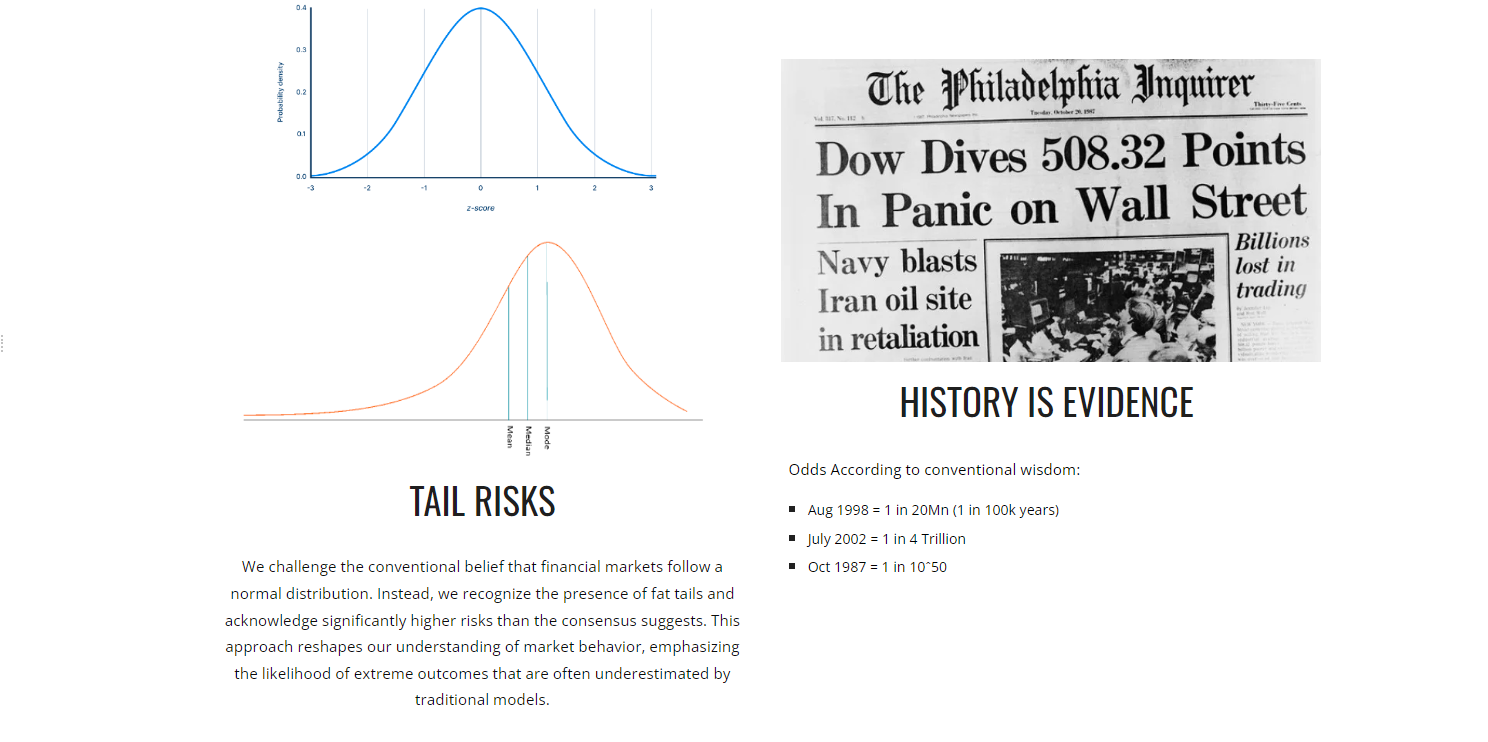 0.4
0.3
0.2
0.1
0.0
Probability density
-3 -2 -1 0 1 2 3
z-score
Mean
Median
Mode
TAIL RISKS
We challenge the conventional belief that financial markets follow a
normal distribution. Instead, we recognize the presence of fat tails and
acknowledge significantly higher risks than the consensus suggests. This
approach reshapes our understanding of market behavior, emphasizing
the likelihood of extreme outcomes that are often underestimated by
traditional models.
The Philadelphia Inquirer
Tuesday, October 20, 1987
Thirty-Five Cents
Dow Dives 508.32 Points
In Panic on Wall Street
Navy blasts
Iran oil site
in retaliation
Billions
lost in
trading
HISTORY IS EVIDENCE
Odds According to conventional wisdom:
Aug 1998 = 1 in 20Mn (1 in 100k years)
July 2002 = 1 in 4 Trillion
Oct 1987 = 1 in 10^50